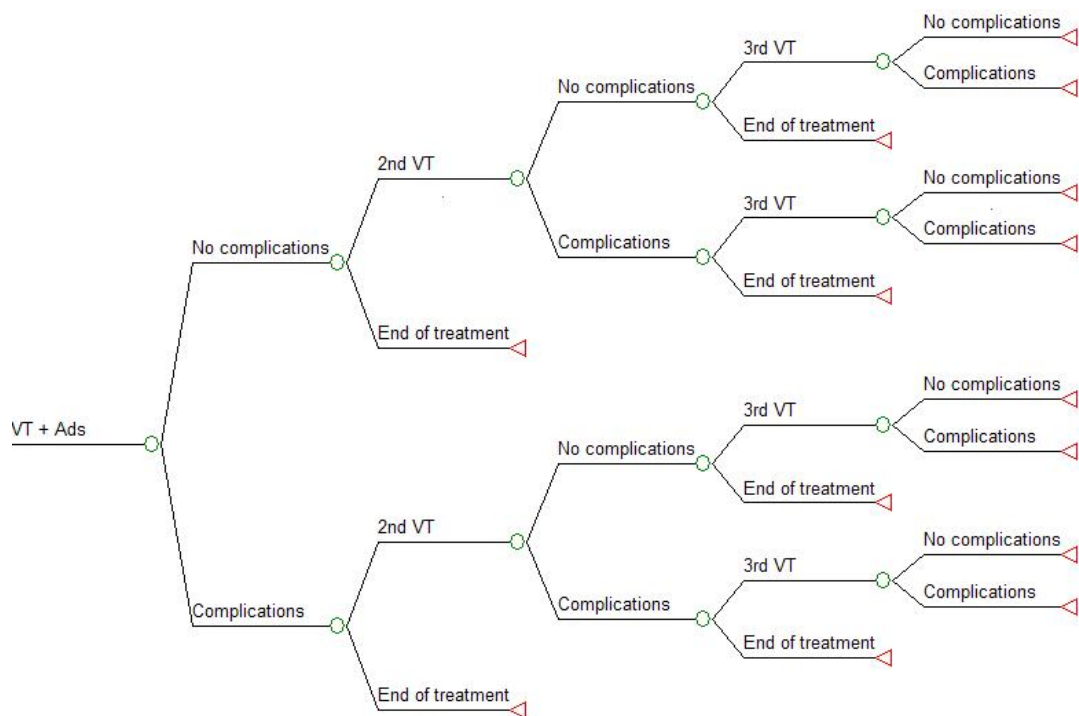 No complications
3rd VT
Complications
No complications
End of treatment
2nd VT
No complications
3rd VT
Complications
No complications
Complications
End of treatment
End of treatment
No complications
3rd VT
Complications
VT + Ads
No complications
End of treatment
2nd VT
No complications
3rd VT
Complications
Complications
Complications
End of treatment
End of treatment